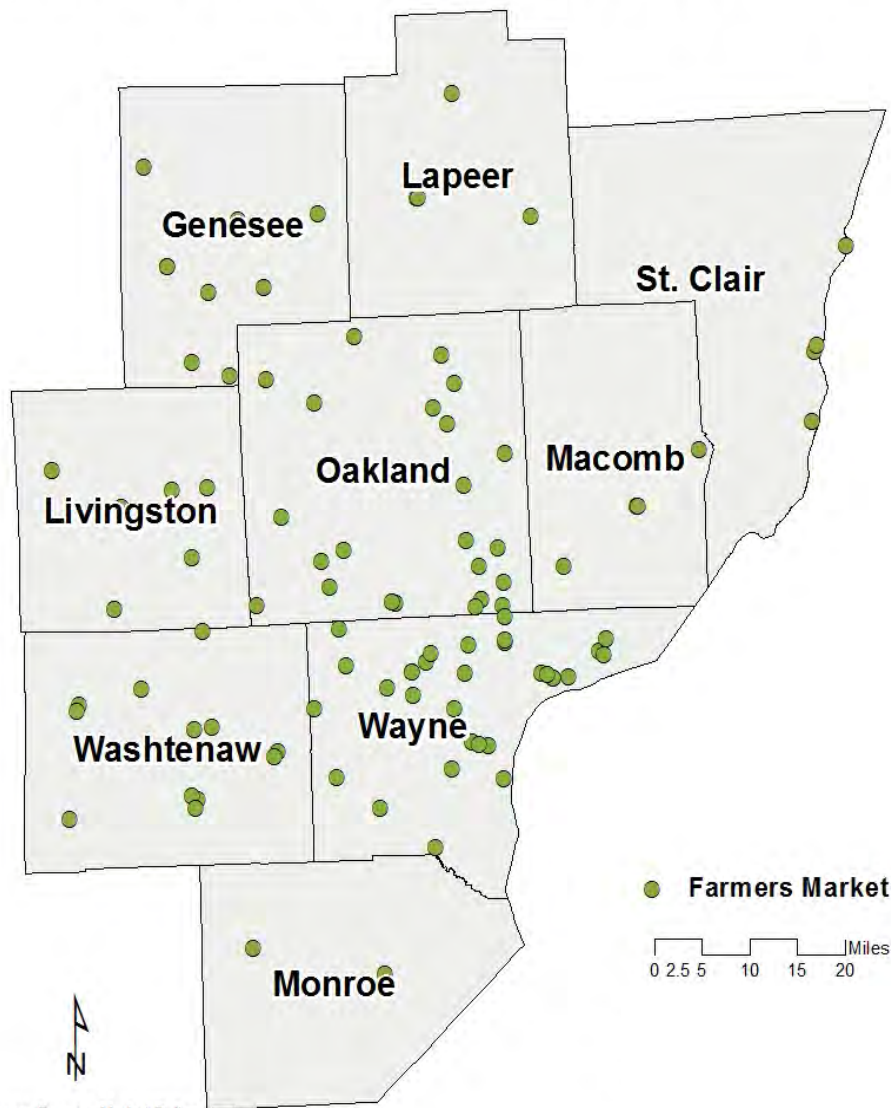 Lapeer
Genesee
St. Clair
Oakland
Macomb
Livingston
Wayne
Washtenaw
Farmers Market
Miles
0 2.5 5 10 15 20
Monroe
N